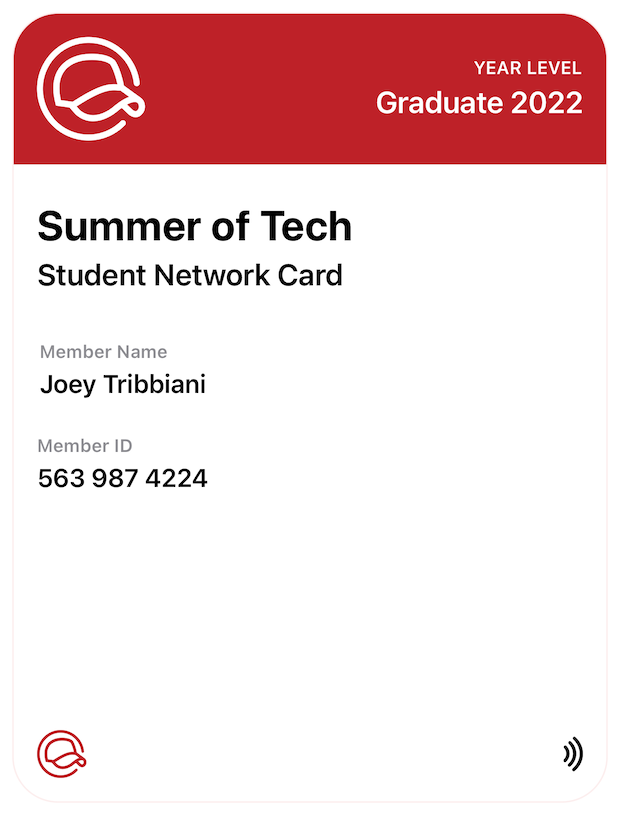 YEAR LEVEL
Graduate 2022
Summer of Tech
Student Network Card
Member Name
Joey Tribbiani
Member ID
563 987 4224